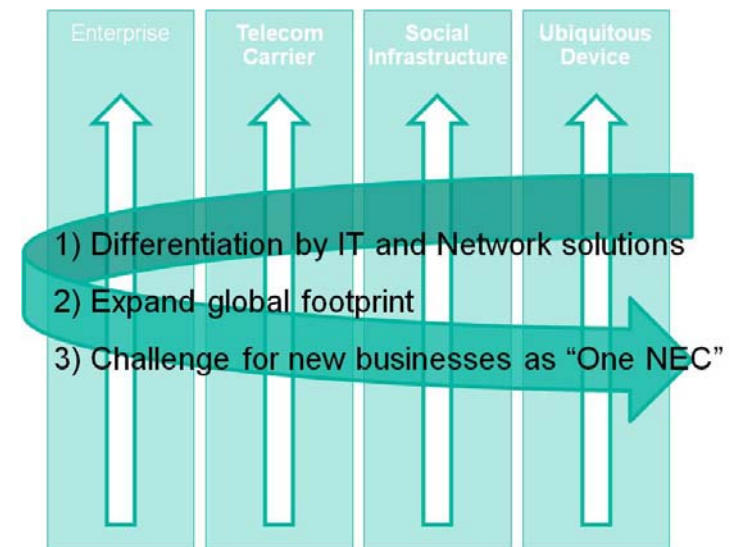 Enterprise
Telecom
Carrier
Social
Infrastructure
Ubiquitous
Device
1) Differentiation by IT and Network solutions
2) Expand global footprint
3) Challenge for new businesses as “One NEC”